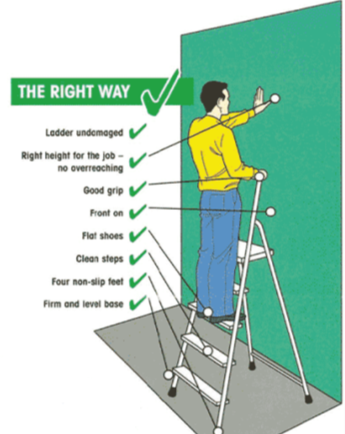 THE RIGHT WAY
Ladder undamaged
Right height for the job –
no overreaching
Good grip
Front on
Flat shoes
Clean steps
Four non-slip feet
Firm and level base